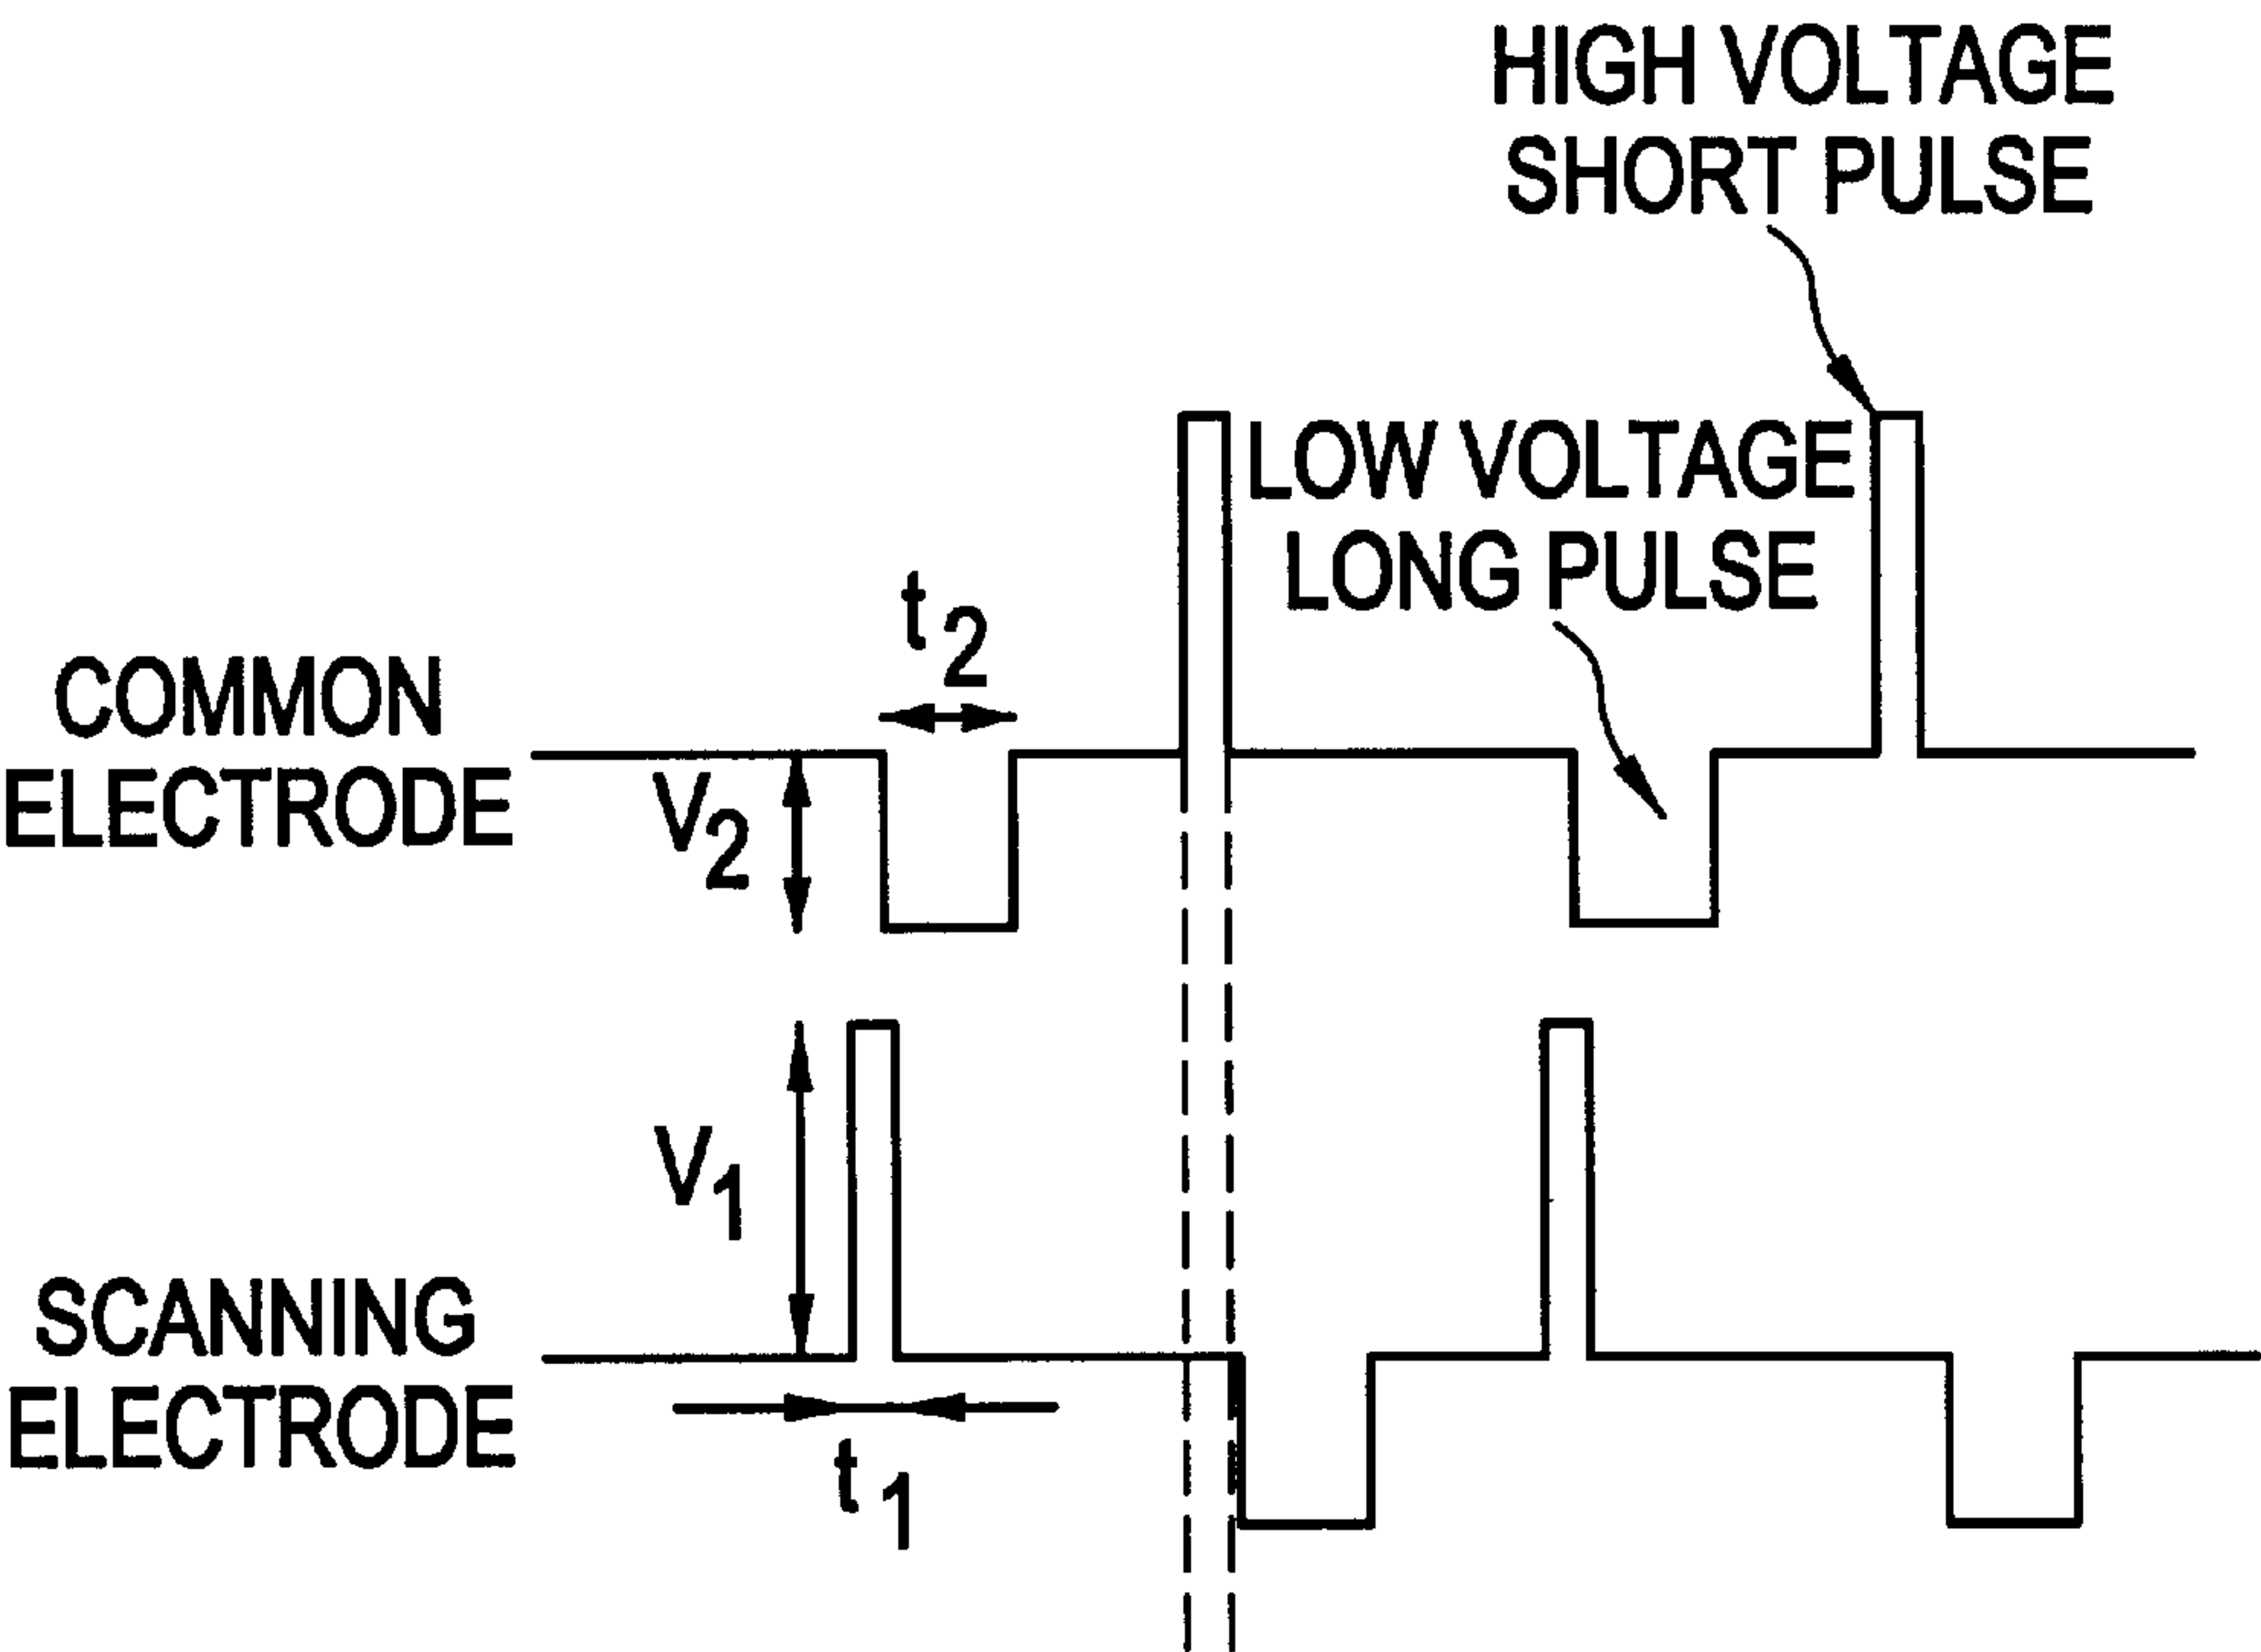 HIGH VOLTAGE
SHORT PULSE
LOW VOLTAGE
LONG PULSE
t2
COMMON
ELECTRODE
V2
V1
SCANNING
ELECTRODE
t1